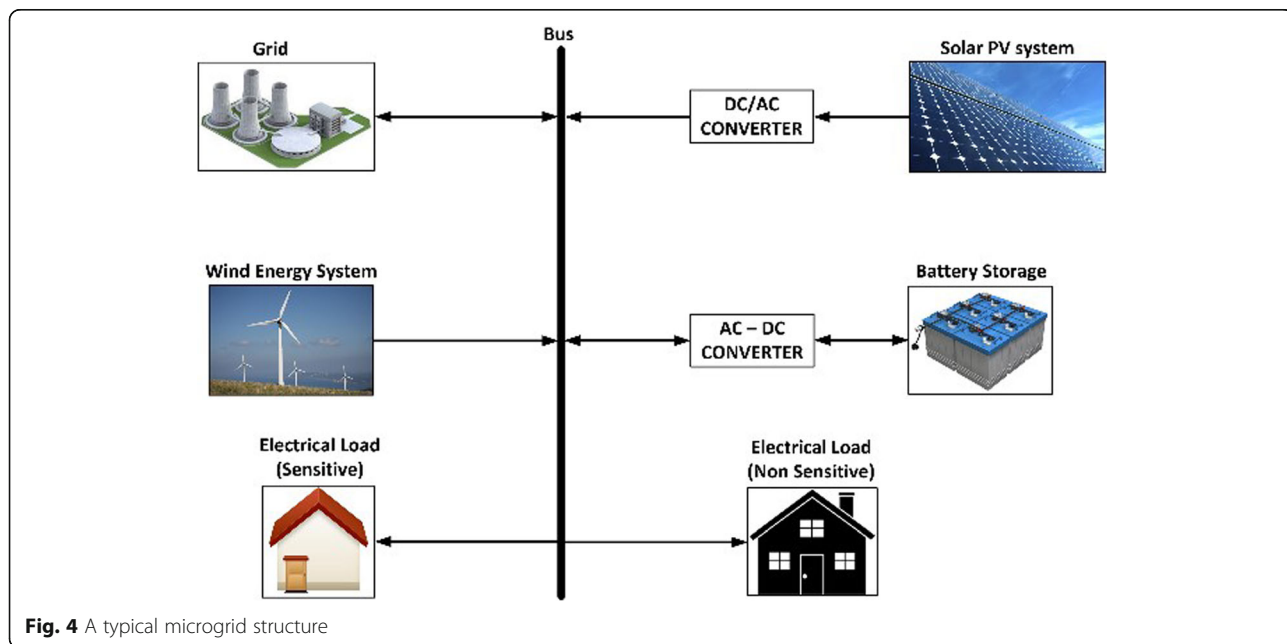 Bus
Grid
Solar PV system
DC/AC
CONVERTER
Wind Energy System
Battery Storage
AC – DC
CONVERTER
Electrical Load
(Sensitive)
Electrical Load
(Non Sensitive)
Fig. 4 A typical microgrid structure